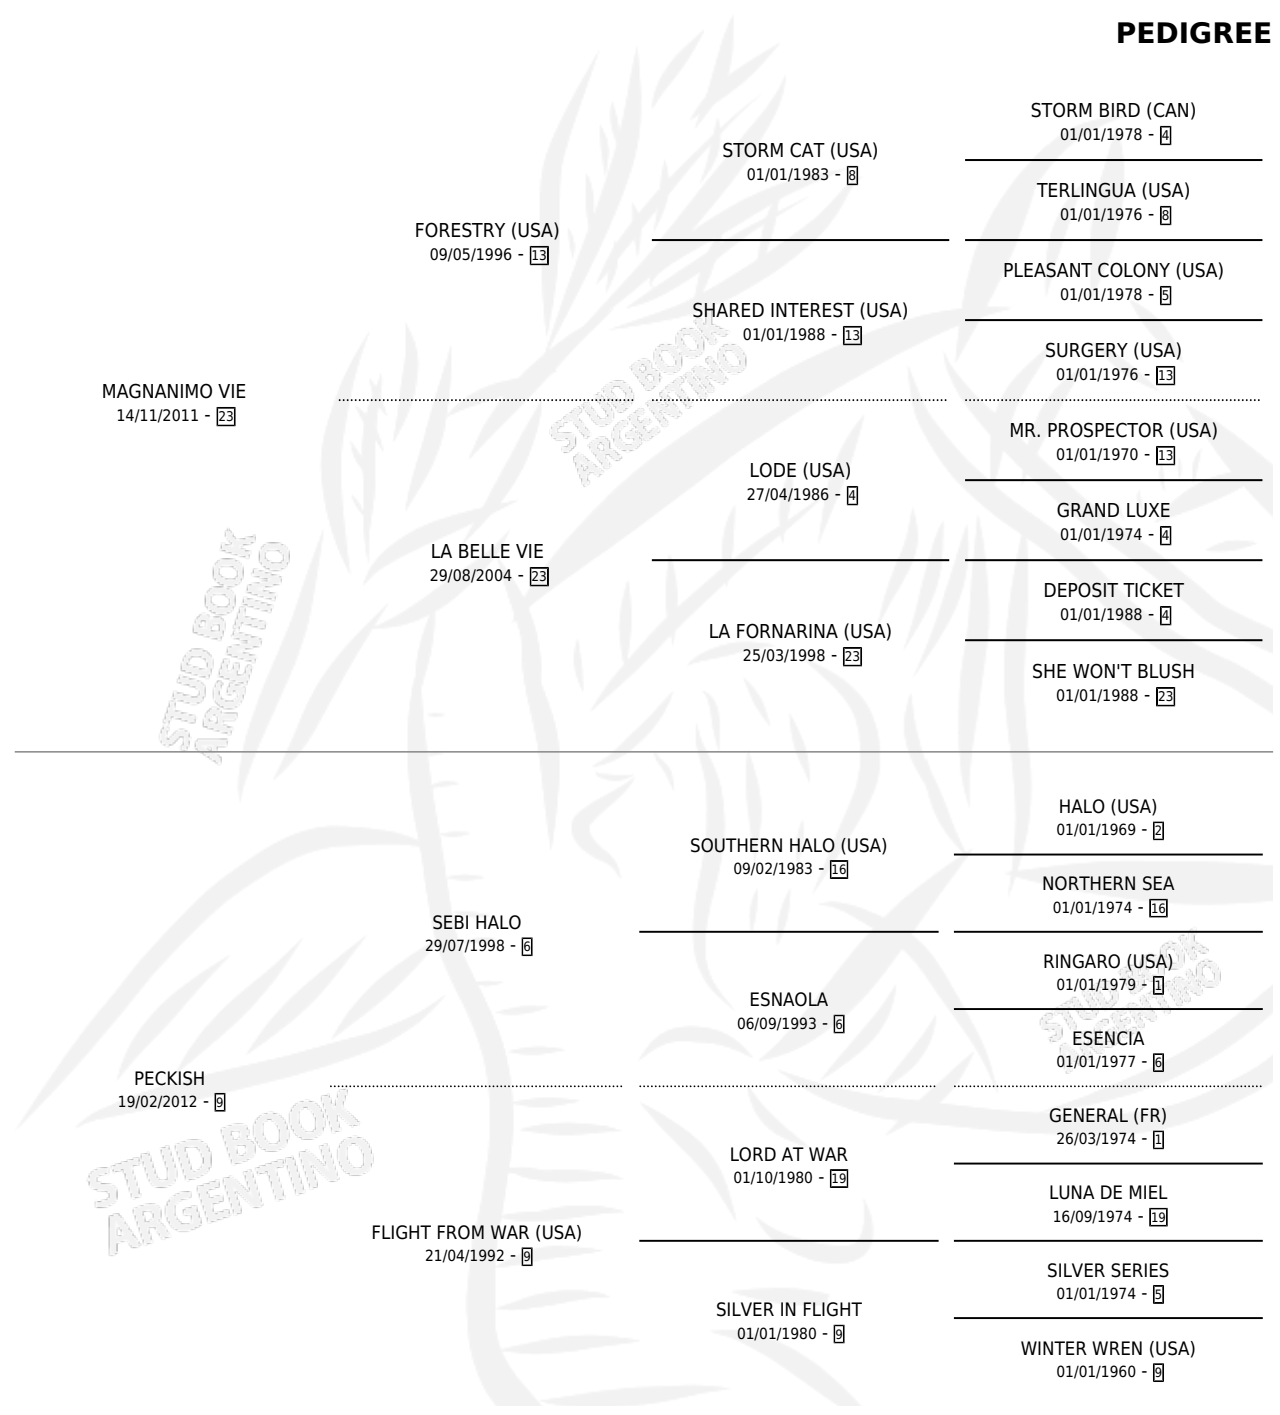 PEDIGREE
STORM BIRD (CAN)
01/01/1978 - 4
STORM CAT (USA)
01/01/1983 - 8
TERLINGUA (USA)
01/01/1976 - 8
FORESTRY (USA)
09/05/1996 - 13
PLEASANT COLONY (USA)
01/01/1978 - 5
SHARED INTEREST (USA)
01/01/1988 - 13
SURGERY (USA)
01/01/1976 - 13
MAGNANIMO VIE
14/11/2011 - 23
MR. PROSPECTOR (USA)
01/01/1970 - 13
LODE (USA)
27/04/1986 - 4
GRAND LUXE
01/01/1974 - 4
LA BELLE VIE
29/08/2004 - 23
DEPOSIT TICKET
01/01/1988 - 4
LA FORNARINA (USA)
25/03/1998 - 23
SHE WON'T BLUSH
01/01/1988 - 23
HALO (USA)
01/01/1969 - 2
SOUTHERN HALO (USA)
09/02/1983 - 16
NORTHERN SEA
01/01/1974 - 16
SEBI HALO
29/07/1998 - 6
RINGARO (USA)
01/01/1979 - 1
ESNAOLA
06/09/1993 - 6
ESENCIA
01/01/1977 - 6
PECKISH
19/02/2012 - 9
GENERAL (FR)
26/03/1974 - 1
LORD AT WAR
01/10/1980 - 19
LUNA DE MIEL
16/09/1974 - 19
FLIGHT FROM WAR (USA)
21/04/1992 - 9
SILVER SERIES
01/01/1974 - 5
SILVER IN FLIGHT
01/01/1980 - 9
WINTER WREN (USA)
01/01/1960 - 9
STUD BOOK
ARGENTINO
STUD BOOK
ARGENTINO
STUD BOOK
ARGENTINO
STUD BOOK
ARGENTINO